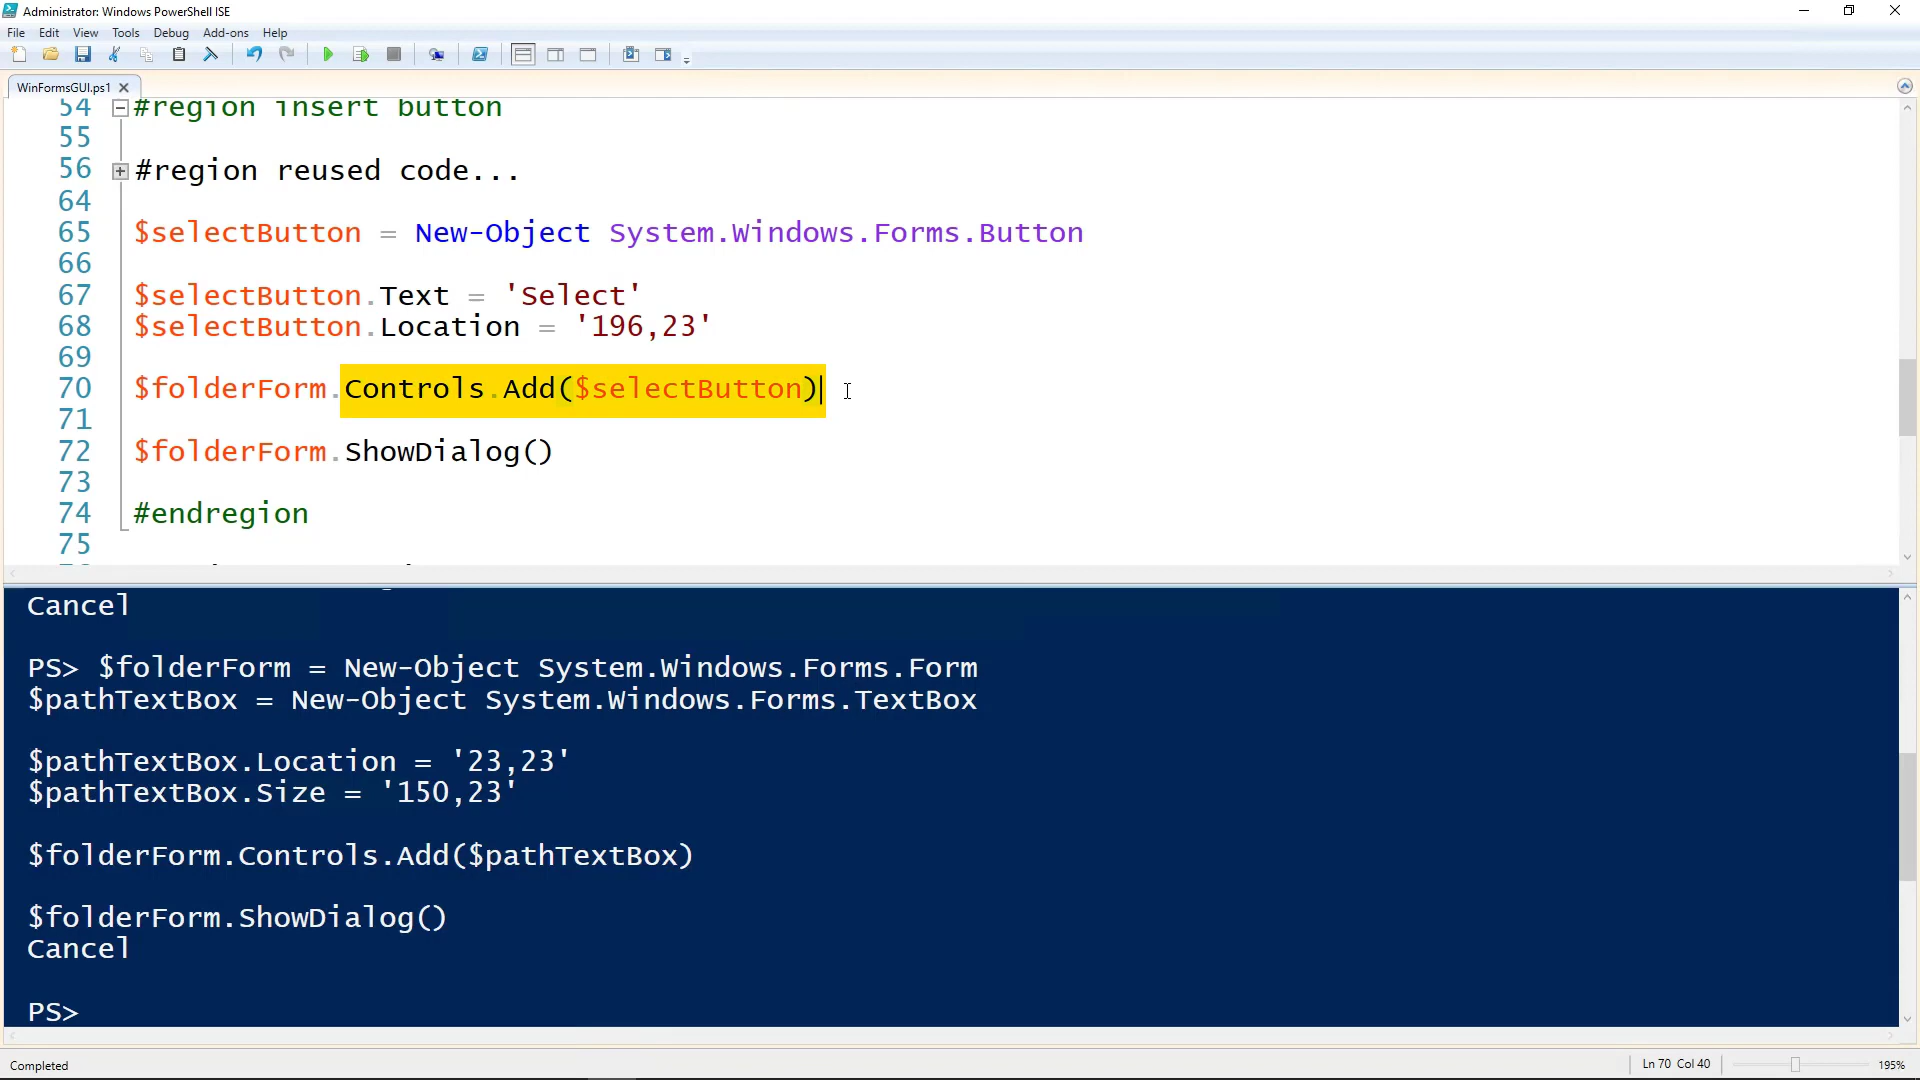 Administrator: Windows PowerShell ISE
File Edit View Tools Debug Add-ons Help
WinFormsGUI.ps1
54 #region insert button
55
56 #region reused code...
64
65 $selectButton = New-Object System.Windows.Forms.Button
66
67 $selectButton.Text = 'Select'
68 $selectButton.Location = '196,23'
69
70 $folderForm.Controls.Add($selectButton)
71
72 $folderForm.ShowDialog()
73
74 #endregion
75
Cancel
PS> $folderForm = New-Object System.Windows.Forms.Form
$pathTextBox = New-Object System.Windows.Forms.TextBox
$pathTextBox.Location = '23,23'
$pathTextBox.Size = '150,23'
$folderForm.Controls.Add($pathTextBox)
$folderForm.ShowDialog()
Cancel
PS>
Completed
Ln 70 Col 40
195%